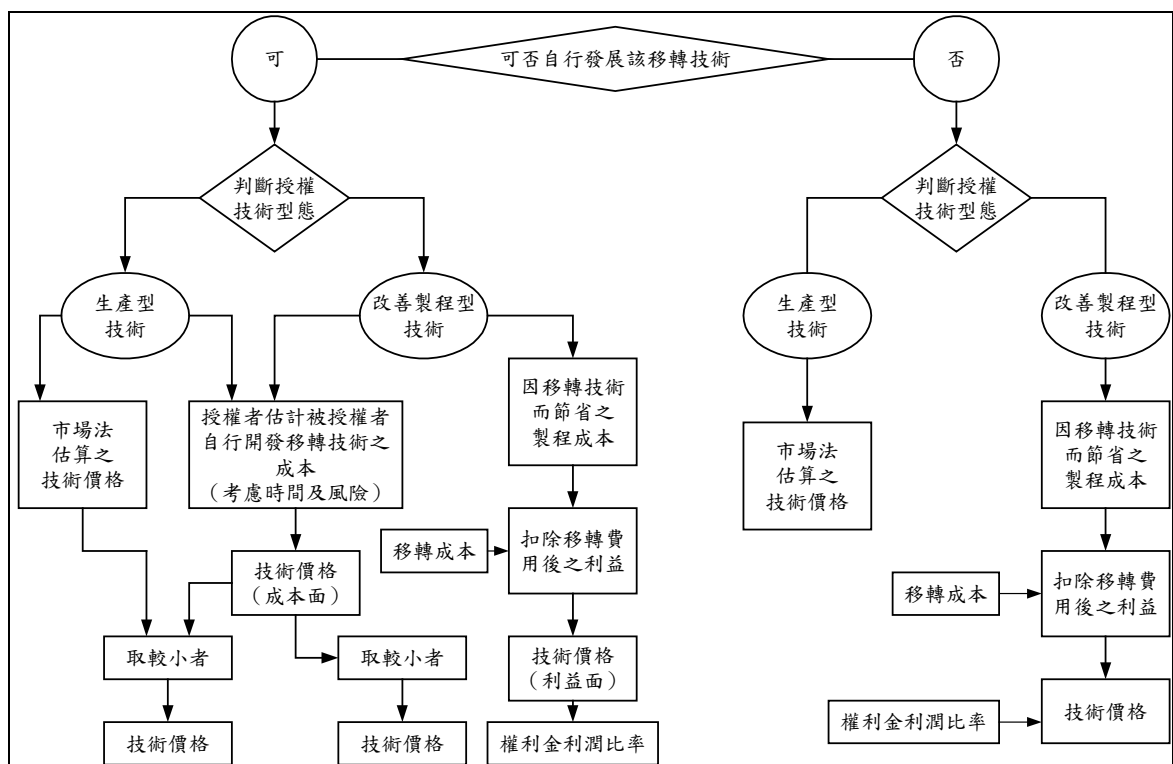 可
可否自行發展該移轉技術
否
判斷授權
技術型態
判斷授權
技術型態
生產型
技術
改善製程型
技術
生產型
技術
改善製程型
技術
市場法
估算之
技術價格
授權者估計被授權者
自行開發移轉技術之
成本
（考慮時間及風險）
因移轉技術
而節省之
製程成本
市場法
估算之
技術價格
因移轉技術
而節省之
製程成本
技術價格
（成本面）
移轉成本
扣除移轉費
用後之利益
移轉成本
扣除移轉費
用後之利益
取較小者
取較小者
技術價格
（利益面）
技術價格
技術價格
權利金利潤比率
權利金利潤比率
技術價格